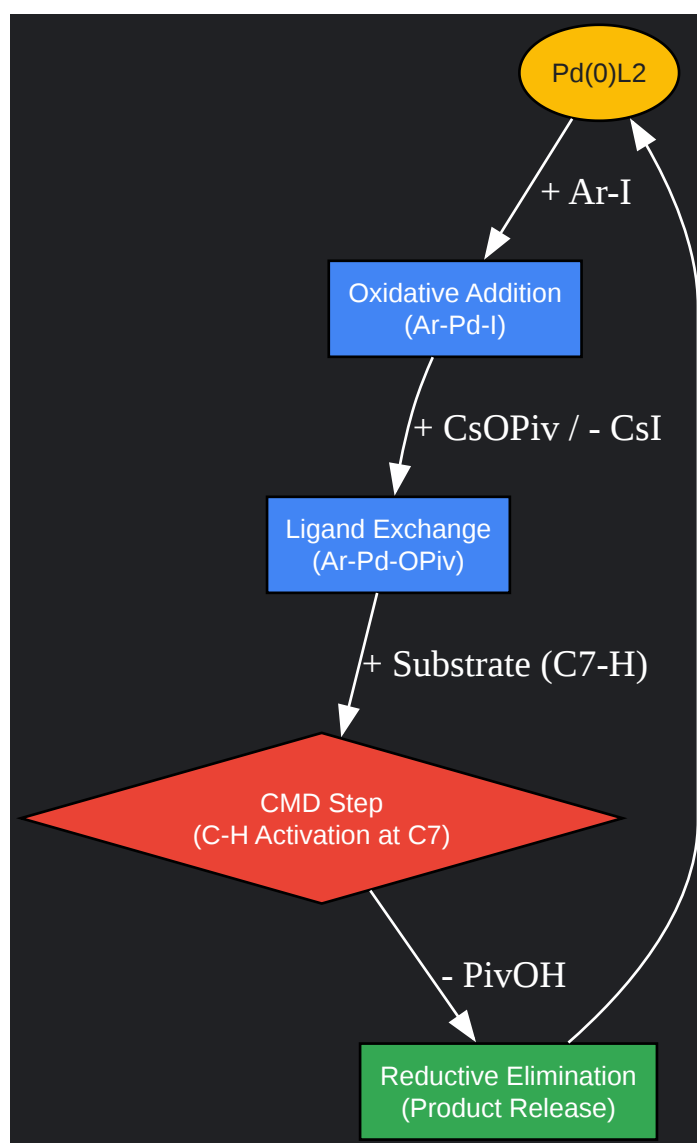 Pd(0)L2
+ Ar-I
Oxidative Addition
(Ar-Pd-I)
+ CsOPiv / - CsI
Ligand Exchange
(Ar-Pd-OPiv)
+ Substrate (C7-H)
CMD Step
(C-H Activation at C7)
- PivOH
Reductive Elimination
(Product Release)